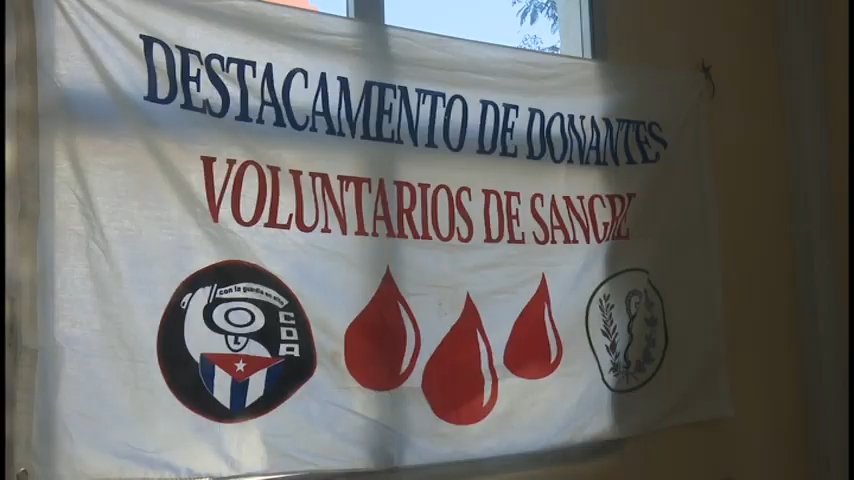 DESTACAMENTO DE DONANTES
VOLUNTARIOS DE SANGRE
con la guardia en alto
CDR